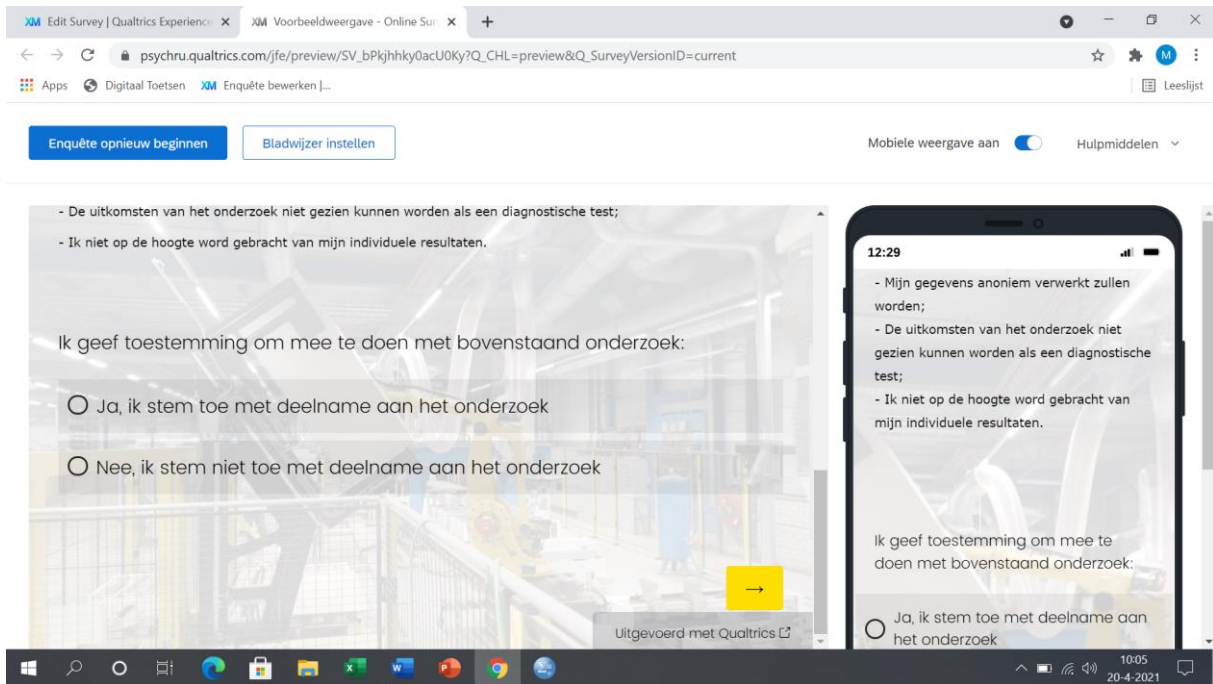 Edit Survey | Qualtrics Experience
Voorbeeldweergave - Online Sur
psychru.qualtrics.com/jfe/preview/SV_bPkjhhky0acU0Ky?Q_CHL=preview&Q_SurveyVersionID=current
M
Apps Digitaal Toetsen XM Enquête bewerken |... Leeslijst
Enquête opnieuw beginnen
Bladwijzer instellen
Mobiele weergave aan
Hulpmiddelen
- De uitkomsten van het onderzoek niet gezien kunnen worden als een diagnostische test;
- Ik niet op de hoogte word gebracht van mijn individuele resultaten.
Ik geef toestemming om mee te doen met bovenstaand onderzoek:
Ja, ik stem toe met deelname aan het onderzoek
Nee, ik stem niet toe met deelname aan het onderzoek
→
Uitgevoerd met Qualtrics
12:29
- Mijn gegevens anoniem verwerkt zullen
worden;
- De uitkomsten van het onderzoek niet
gezien kunnen worden als een diagnostische
test;
- Ik niet op de hoogte word gebracht van
mijn individuele resultaten.
Ik geef toestemming om mee te
doen met bovenstaand onderzoek:
Ja, ik stem toe met deelname aan
het onderzoek
10:05
20-4-2021